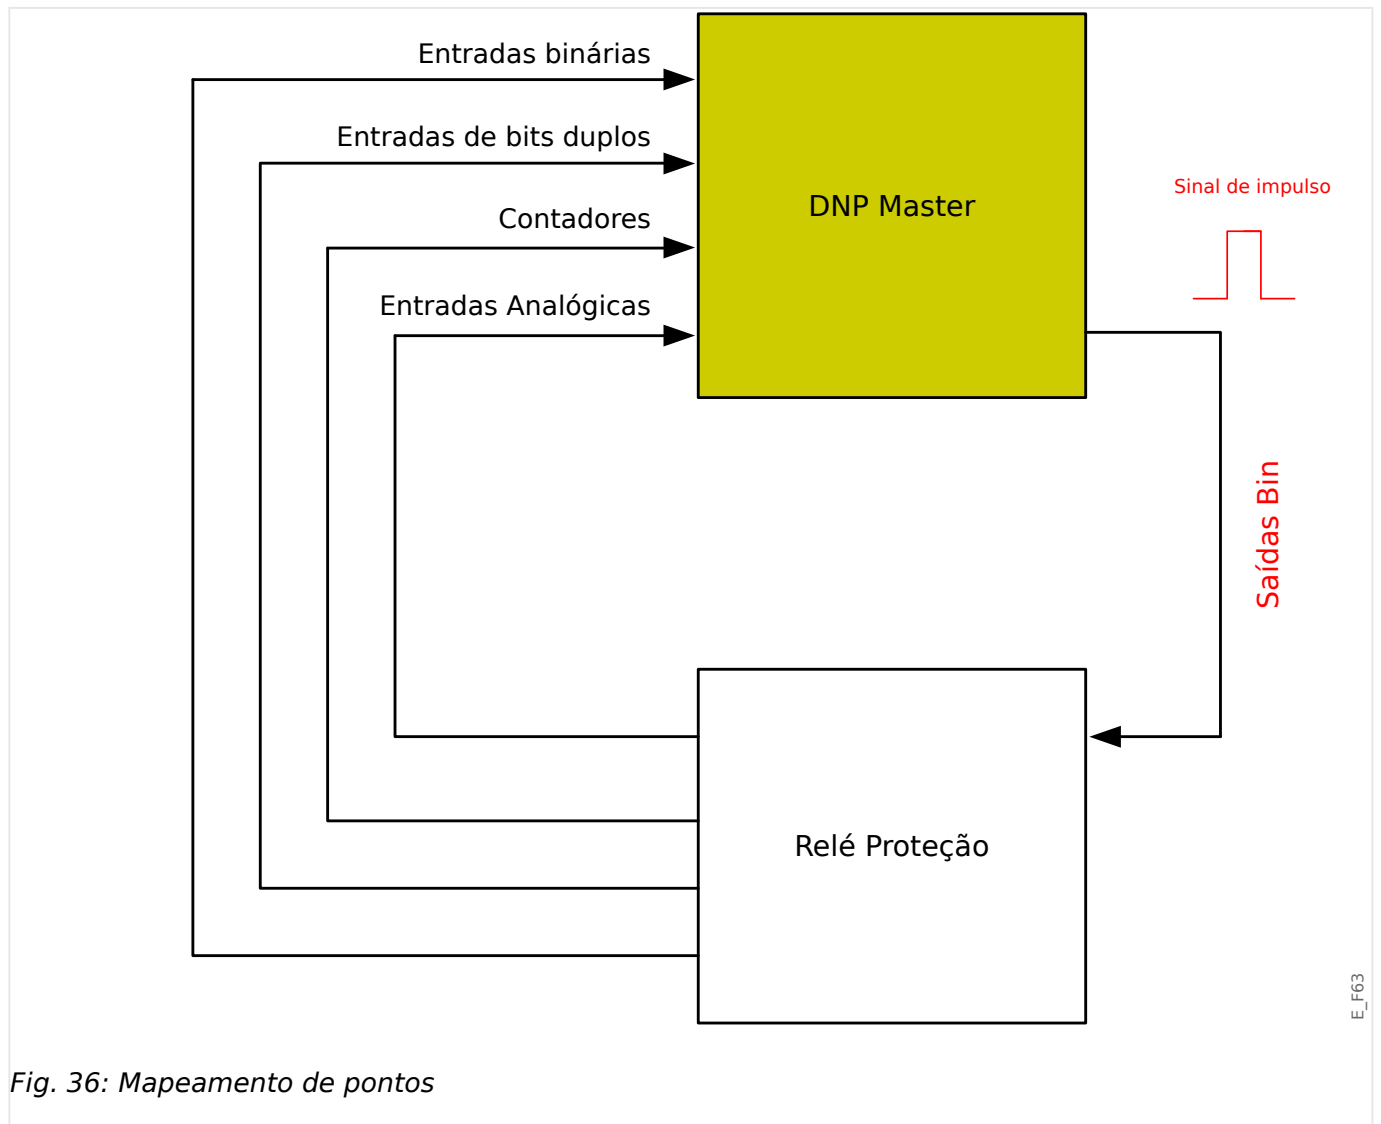 Entradas binárias
Entradas de bits duplos
Contadores
Entradas Analógicas
DNP Master
Sinal de impulso
Saídas Bin
Relé Proteção
E_F63
Fig. 36: Mapeamento de pontos